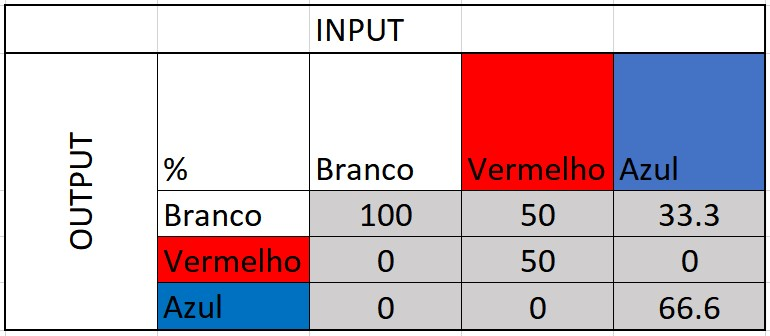 INPUT
OUTPUT
% Branco Vermelho Azul
Branco 100 50 33.3
Vermelho 0 50 0
Azul 0 0 66.6